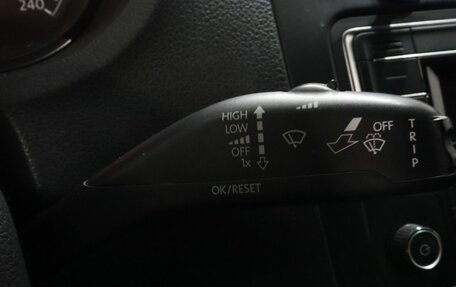 240
HIGH
LOW
OFF
1x
OFF
TRIP
OK/RESET